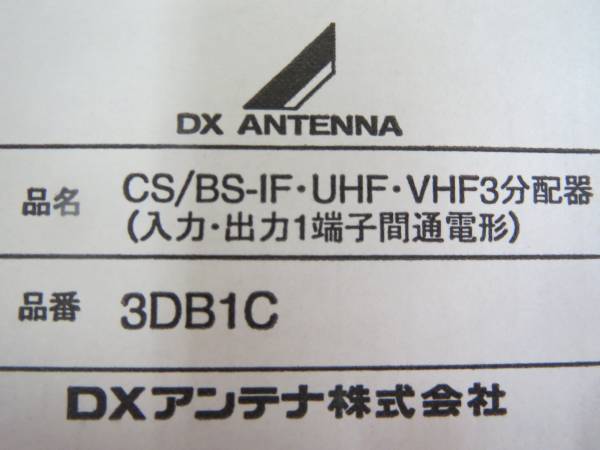 DX ANTENNA
品名 CS/BS-IF・UHF・VHF3分配器
(入力・出力1端子間通電形)
品番 3DB1C
DXアンテナ株式会社